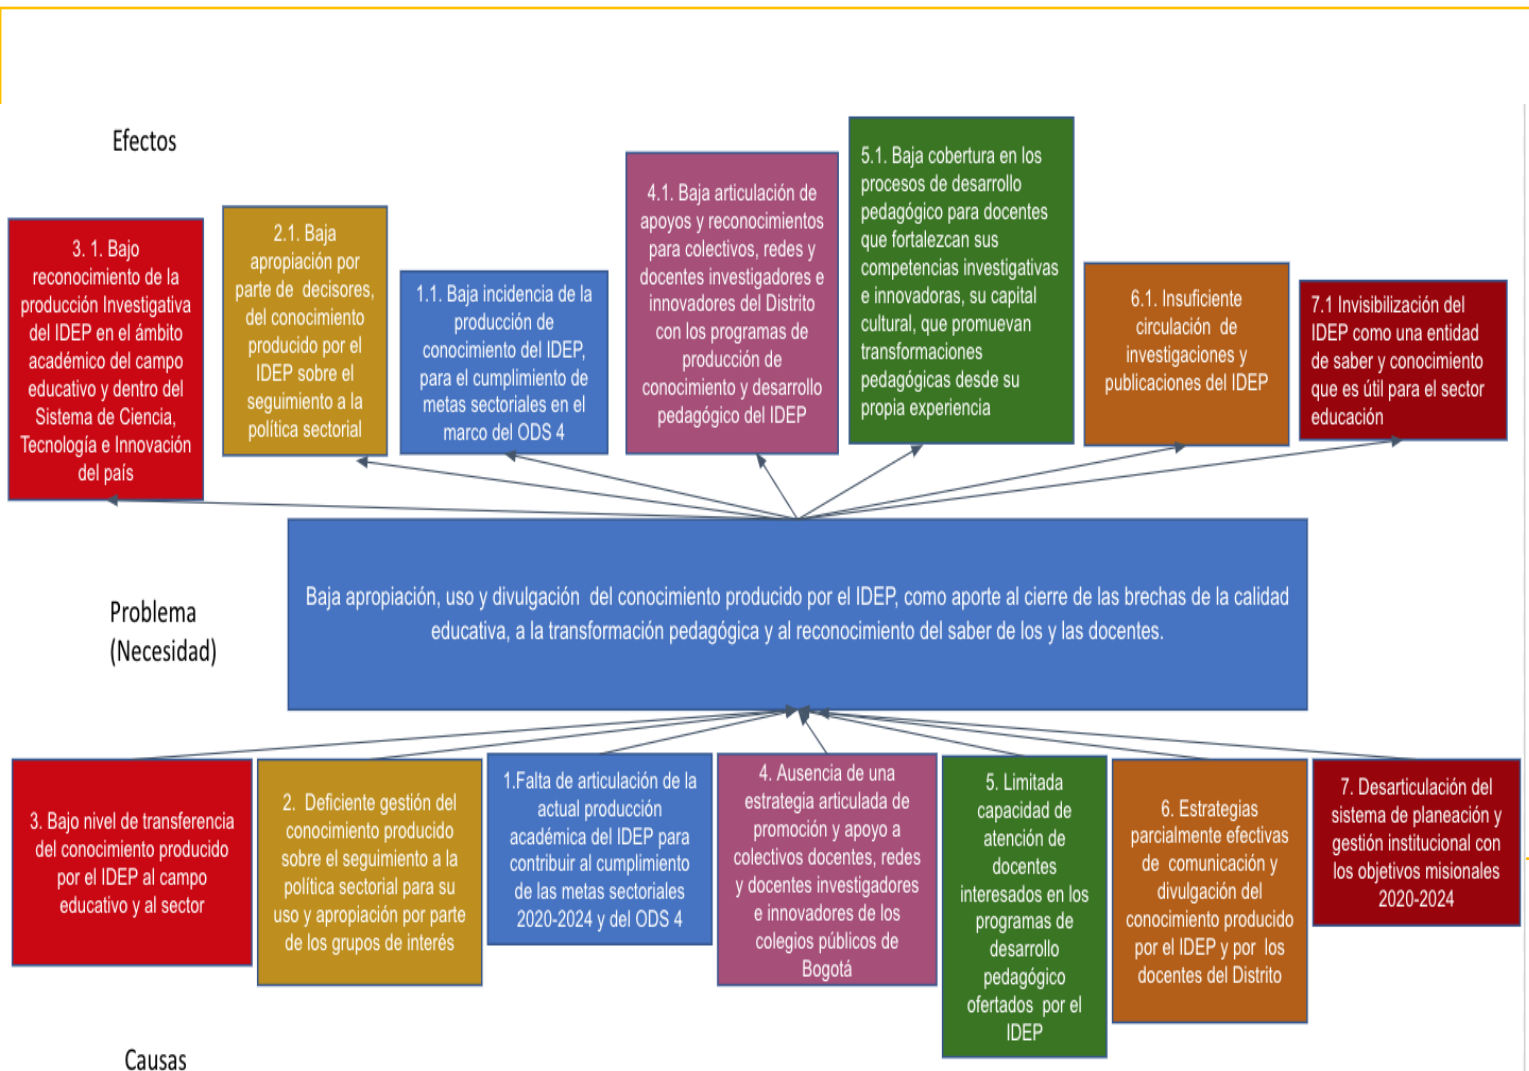 Efectos
3. 1. Bajo
reconocimiento de la
producción Investigativa
del IDEP en el ámbito
académico del campo
educativo y dentro del
Sistema de Ciencia,
Tecnología e Innovación
del país
2.1. Baja
apropiación por
parte de decisores,
del conocimiento
producido por el
IDEP sobre el
seguimiento a la
política sectorial
1.1. Baja incidencia de la
producción de
conocimiento del IDEP,
para el cumplimiento de
metas sectoriales en el
marco del ODS 4
4.1. Baja articulación de
apoyos y reconocimientos
para colectivos, redes y
docentes investigadores e
innovadores del Distrito
con los programas de
producción de
conocimiento y desarrollo
pedagógico del IDEP
5.1. Baja cobertura en los
procesos de desarrollo
pedagógico para docentes
que fortalezcan sus
competencias investigativas
e innovadoras, su capital
cultural, que promuevan
transformaciones
pedagógicas desde su
propia experiencia
6.1. Insuficiente
circulación de
investigaciones y
publicaciones del IDEP
7.1 Invisibilización del
IDEP como una entidad
de saber y conocimiento
que es útil para el sector
educación
Problema
(Necesidad)
Baja apropiación, uso y divulgación del conocimiento producido por el IDEP, como aporte al cierre de las brechas de la calidad
educativa, a la transformación pedagógica y al reconocimiento del saber de los y las docentes.
3. Bajo nivel de transferencia
del conocimiento producido
por el IDEP al campo
educativo y al sector
2. Deficiente gestión del
conocimiento producido
sobre el seguimiento a la
política sectorial para su
uso y apropiación por parte
de los grupos de interés
1.Falta de articulación de la
actual producción
académica del IDEP para
contribuir al cumplimiento
de las metas sectoriales
2020-2024 y del ODS 4
4. Ausencia de una
estrategia articulada de
promoción y apoyo a
colectivos docentes, redes
y docentes investigadores
e innovadores de los
colegios públicos de
Bogotá
5. Limitada
capacidad de
atención de
docentes
interesados en los
programas de
desarrollo
pedagógico
ofertados por el
IDEP
6. Estrategias
parcialmente efectivas
de comunicación y
divulgación del
conocimiento producido
por el IDEP y por los
docentes del Distrito
7. Desarticulación del
sistema de planeación y
gestión institucional con
los objetivos misionales
2020-2024
Causas